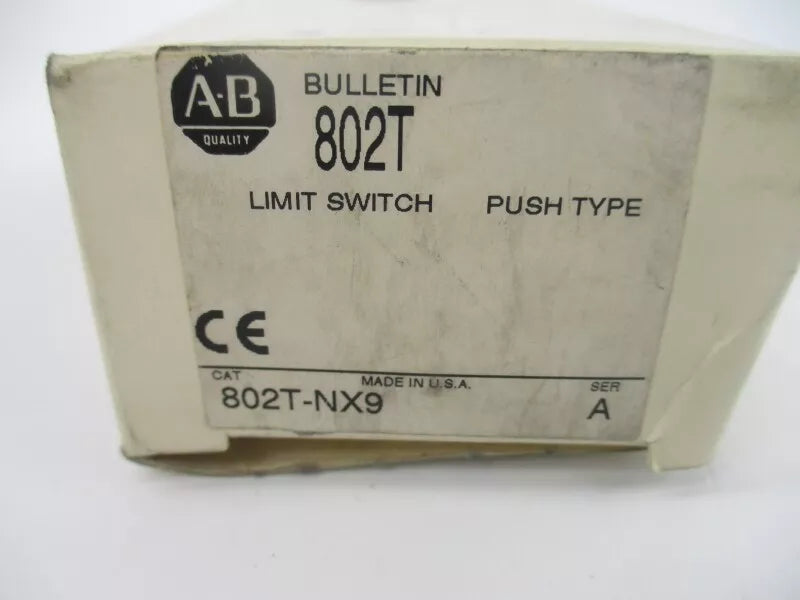 A-B
QUALITY
BULLETIN
802T
LIMIT SWITCH PUSH TYPE
CE
CAT MADE IN U.S.A. SER
802T-NX9 A